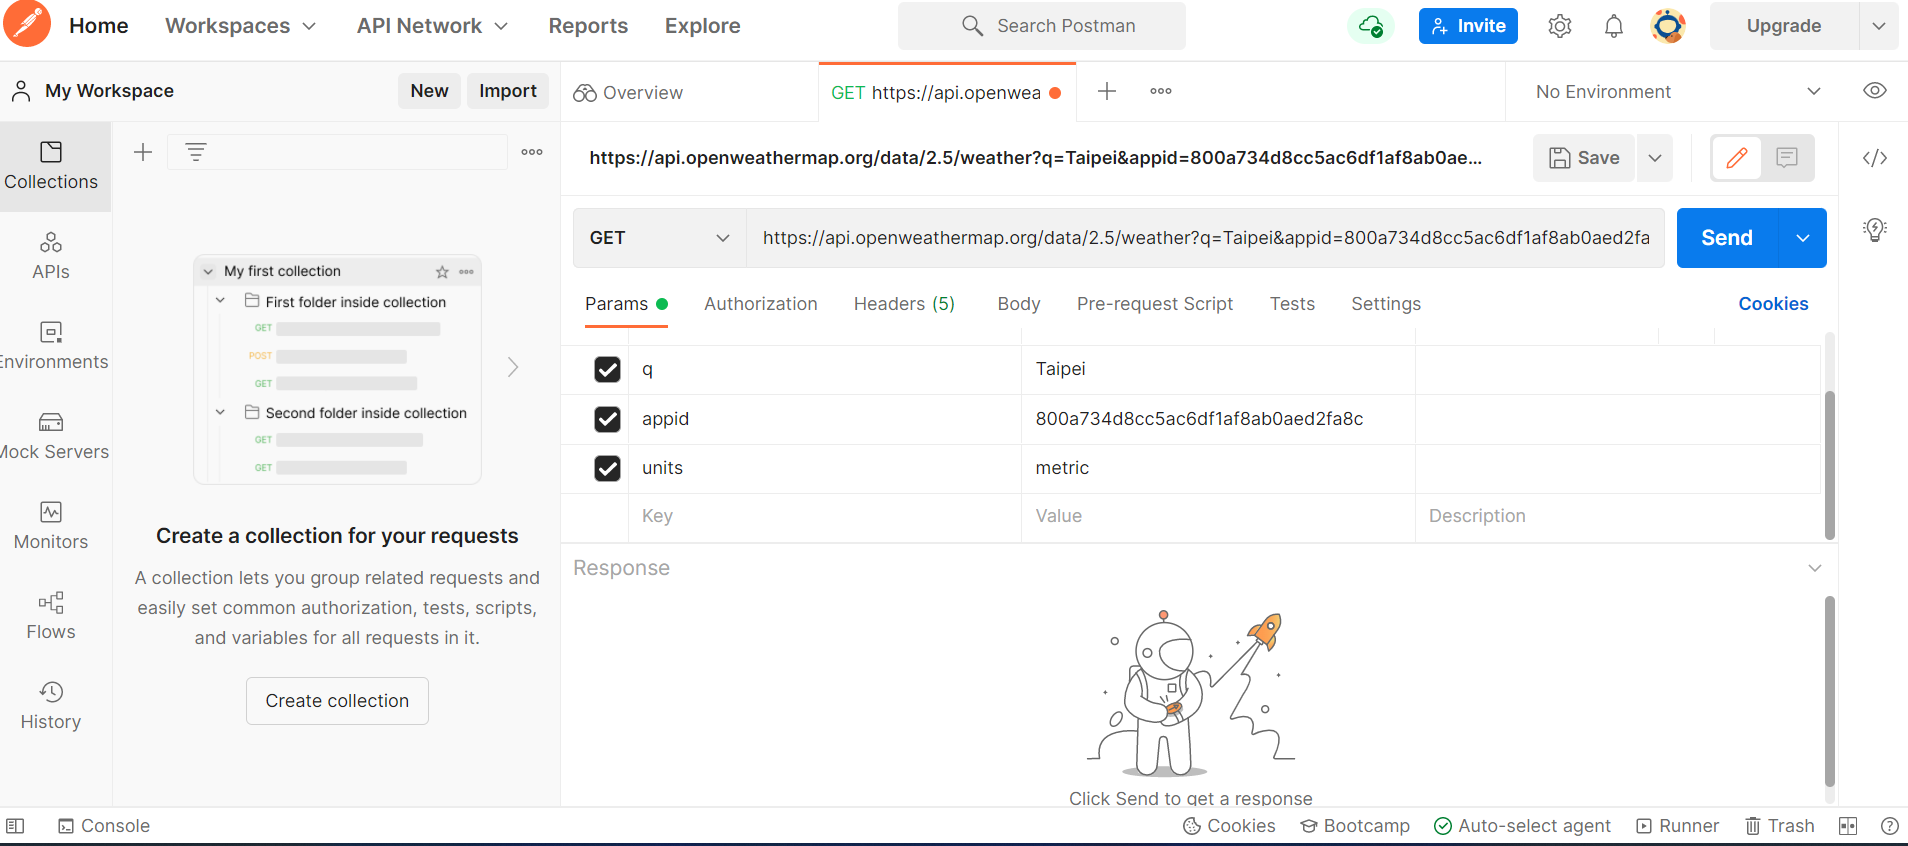 Home
Workspaces
API Network
Reports
Explore
Search Postman
Invite
Upgrade
My Workspace
New
Import
Overview
GET https://api.openwea
No Environment
Collections
APIs
Environments
Mock Servers
Monitors
Flows
History
My first collection
First folder inside collection
GET
POST
GET
Second folder inside collection
GET
GET
Create a collection for your requests
A collection lets you group related requests and
easily set common authorization, tests, scripts,
and variables for all requests in it.
Create collection
https://api.openweathermap.org/data/2.5/weather?q=Taipei&appid=800a734d8cc5ac6df1af8ab0ae...
Save
GET
https://api.openweathermap.org/data/2.5/weather?q=Taipei&appid=800a734d8cc5ac6df1af8ab0aed2fa
Send
Params
Authorization
Headers (5)
Body
Pre-request Script
Tests
Settings
Cookies
q Taipei
appid 800a734d8cc5ac6df1af8ab0aed2fa8c
units metric
Key Value Description
Response
Click Send to get a response
Console
Cookies
Bootcamp
Auto-select agent
Runner
Trash